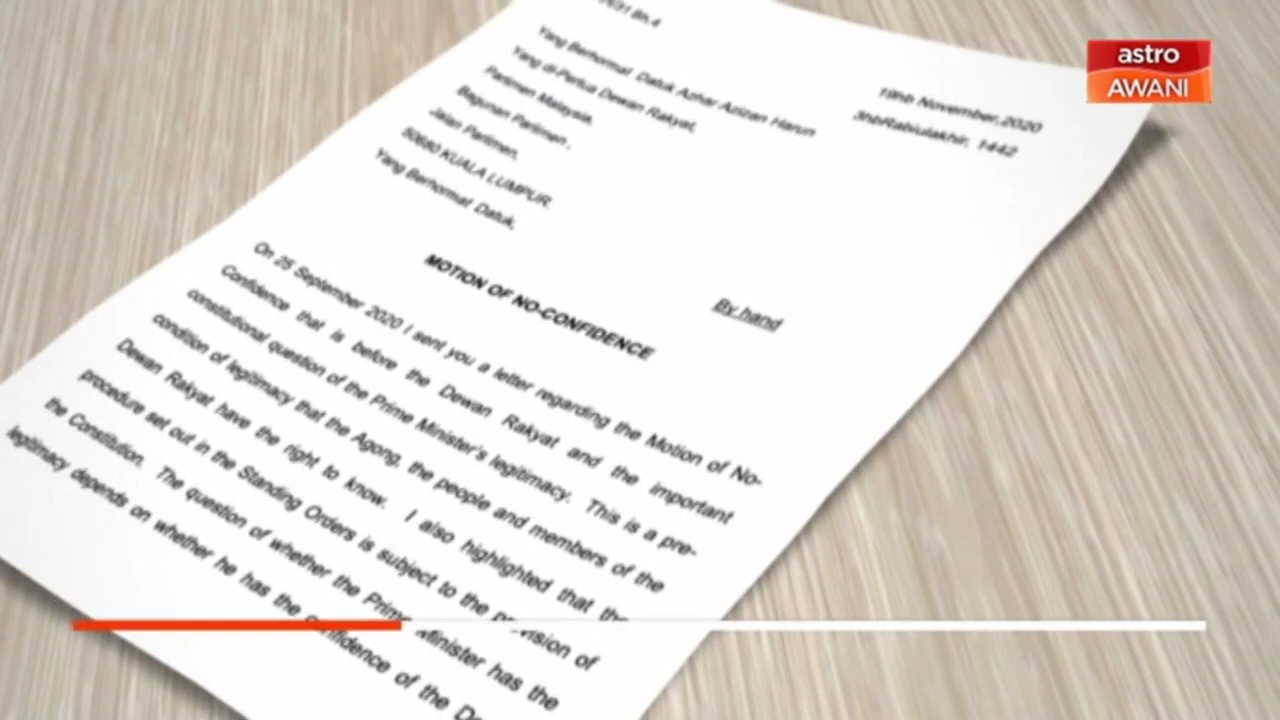 astro
AWANI
Yang Berhormat Datuk Azhar Azizan Harun
Yang di-Pertua Dewan Rakyat,
Parlimen Malaysia,
Bagunan Parlimen,
Jalan Parlimen,
50680 KUALA LUMPUR.
Yang Berhormat Datuk,
November, 2020
Rabiulakhir, 1442
By hand
MOTION OF NO-CONFIDENCE
On 25 September 2020 I sent you a letter regarding the Motion of No-
Confidence that is before the Dewan Rakyat and the important
constitutional question of the Prime Minister's legitimacy. This is a pre-
condition of legitimacy that the Agong, the people and members of the
Dewan Rakyat have the right to know. I also highlighted that the
procedure set out in the Standing Orders is subject to the provision of
the Constitution. The question of whether the Prime Minister has the
legitimacy depends on whether he has the confidence of the